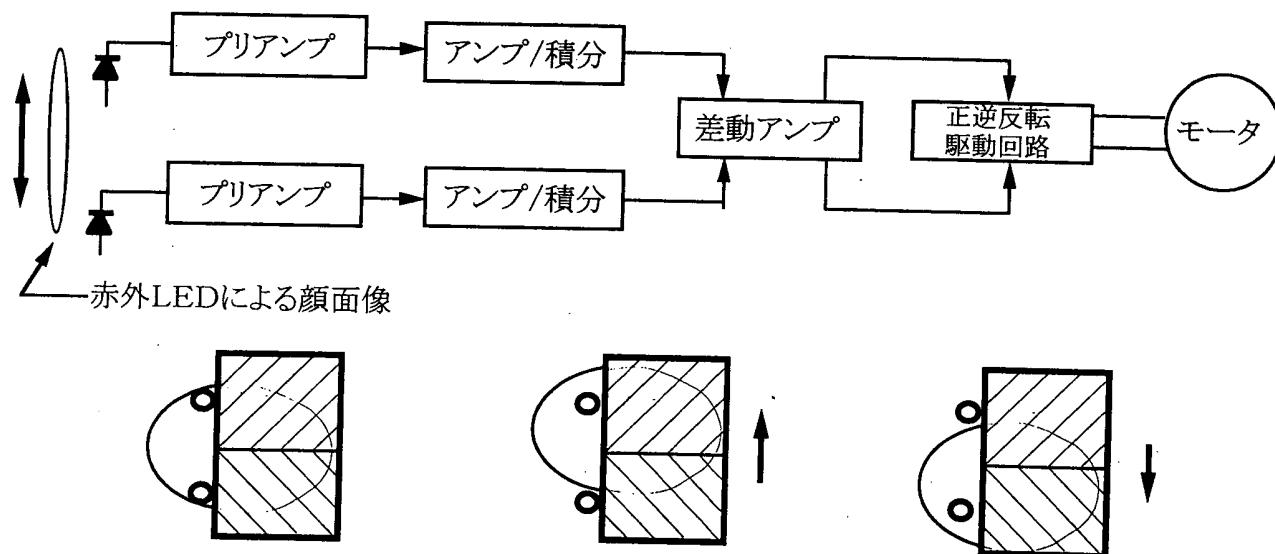 プリアンプ
アンプ/積分
差動アンプ
正逆反転
駆動回路
モータ
プリアンプ
アンプ/積分
赤外LEDによる顔面像